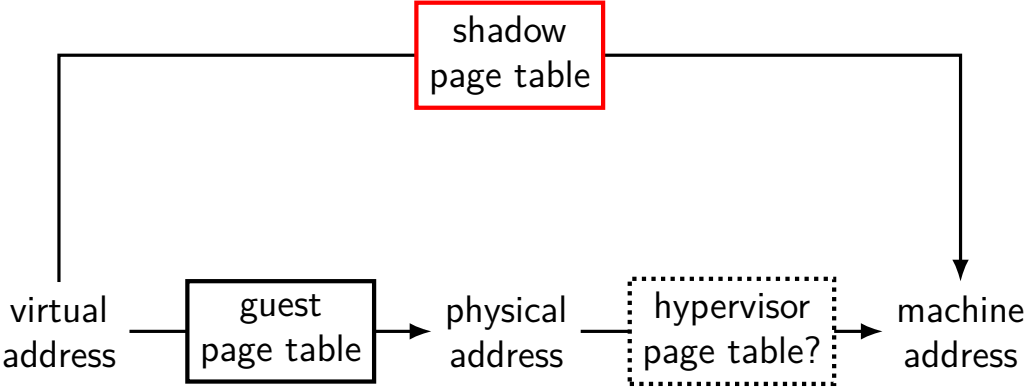 shadow
page table
virtual
address
guest
page table
physical
address
hypervisor
page table?
machine
address